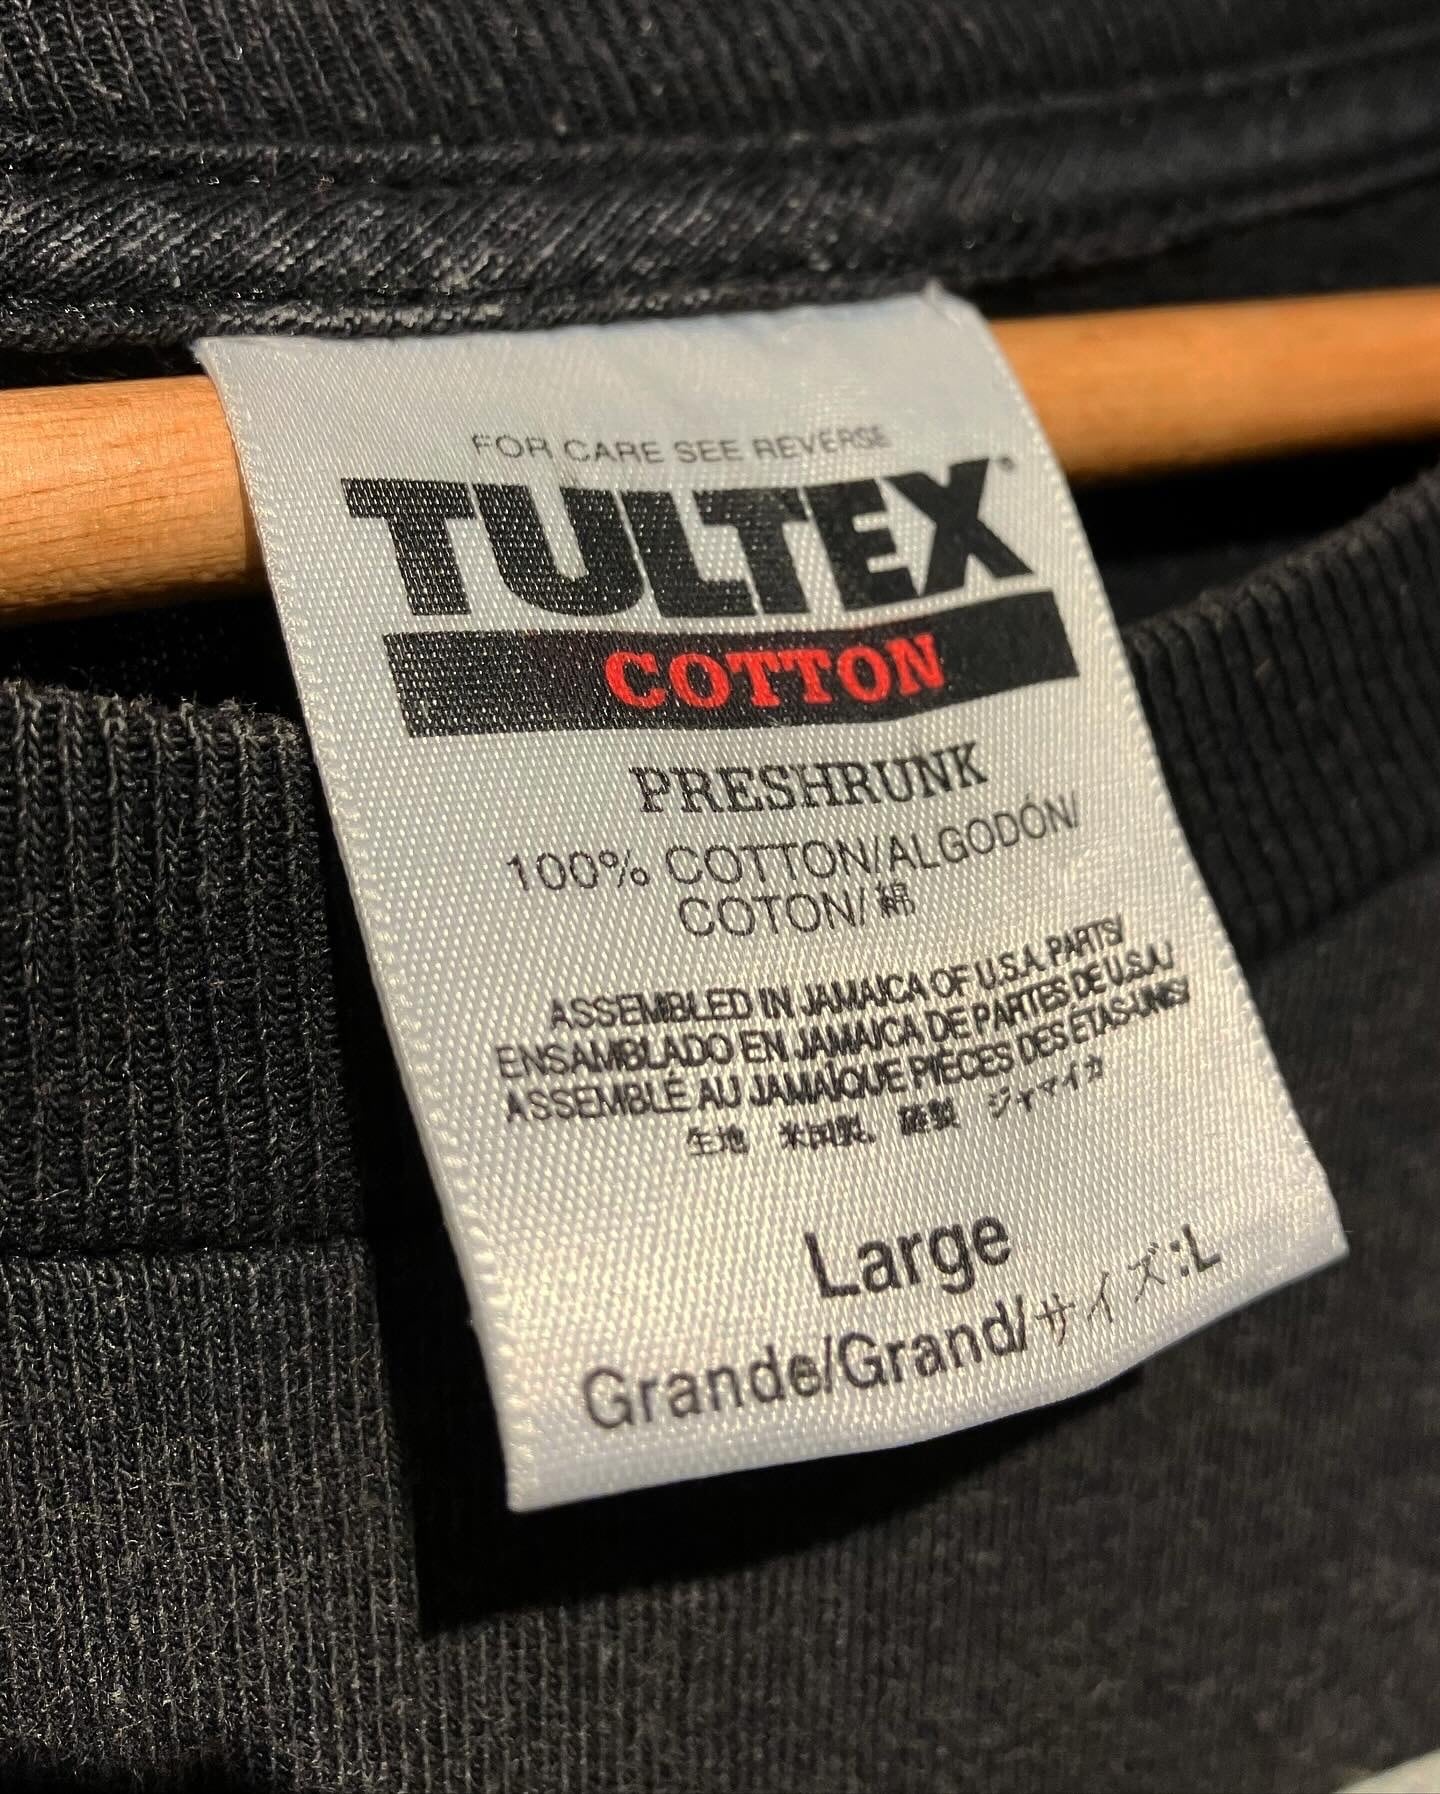 FOR CARE SEE REVERSE
TULTEX®
COTTON
PRESHRUNK
100% COTTON/ALGODÓN/
COTON/綿
ASSEMBLED IN JAMAICA OF U.S.A. PARTS/
ENSAMBLADO EN JAMAICA DE PARTES DE U.S.A./
ASSEMBLÉ AU JAMAÏQUE PIÉCES DES ÉTAS-UNIS/
生地 米国製、縫製 ジャマイカ
Large
Grande/Grand/サイズ:L